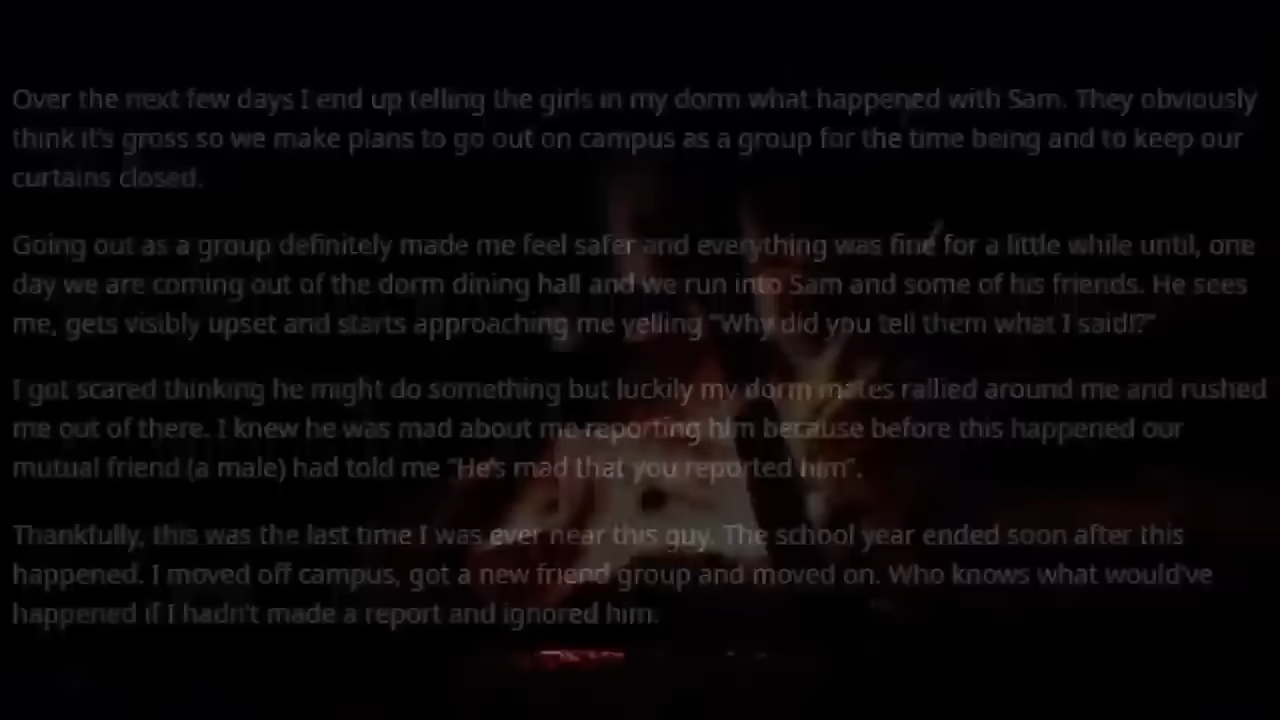 Over the next few days I end up telling the girls in my dorm what happened with Sam. They obviously
think it's gross so we make plans to go out on campus as a group for the time being and to keep our
curtains closed.
Going out as a group definitely made me feel safer and everything was fine for a little while until, one
day we are coming out of the dorm dining hall and we run into Sam and some of his friends. He sees
me, gets visibly upset and starts approaching me yelling "Why did you tell them what I said!?"
I got scared thinking he might do something but luckily my dorm mates rallied around me and rushed
me out of there. I knew he was mad about me reporting him because before this happened our
mutual friend (a male) had told me "He's mad that you reported him".
Thankfully, this was the last time I was ever near this guy. The school year ended soon after this
happened. I moved off campus, got a new friend group and moved on. Who knows what would've
happened if I hadn't made a report and ignored him.